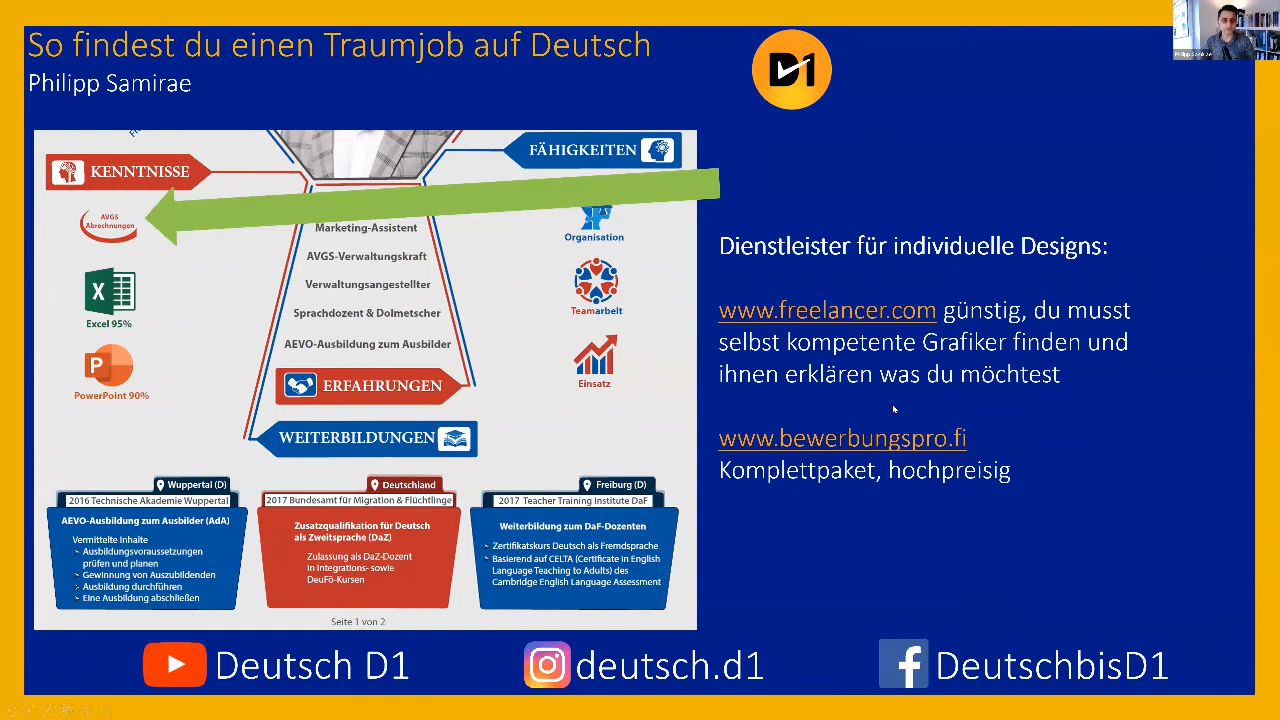 So findest du einen Traumjob auf Deutsch
Philipp Samirae
D1
Philipp Samirae
KENNTNISSE
FÄHIGKEITEN
AVGS
Abrechnungen
Excel 95%
PowerPoint 90%
Marketing-Assistent
AVGS-Verwaltungskraft
Verwaltungsangestellter
Sprachdozent & Dolmetscher
AEVO-Ausbildung zum Ausbilder
ERFAHRUNGEN
WEITERBILDUNGEN
Organisation
Teamarbeit
Einsatz
Wuppertal (D)
2016 Technische Akademie Wuppertal
AEVO-Ausbildung zum Ausbilder (AdA)
Vermittelte Inhalte
Ausbildungsvoraussetzungen
prüfen und planen
Gewinnung von Auszubildenden
Ausbildung durchführen
Eine Ausbildung abschließen
Deutschland
2017 Bundesamt für Migration & Flüchtlinge
Zusatzqualifikation für Deutsch
als Zweitsprache (DaZ)
Zulassung als DaZ-Dozent
in Integrations- sowie
DeuFö-Kursen
Freiburg (D)
2017 Teacher Training Institute DaF
Weiterbildung zum DaF-Dozenten
Zertifikatskurs Deutsch als Fremdsprache
Basierend auf CELTA (Certificate in English
Language Teaching to Adults) des
Cambridge English Language Assessment
Seite 1 von 2
Dienstleister für individuelle Designs:
www.freelancer.com günstig, du musst
selbst kompetente Grafiker finden und
ihnen erklären was du möchtest
www.bewerbungspro.fi
Komplettpaket, hochpreisig
Deutsch D1
deutsch.d1
DeutschbisD1